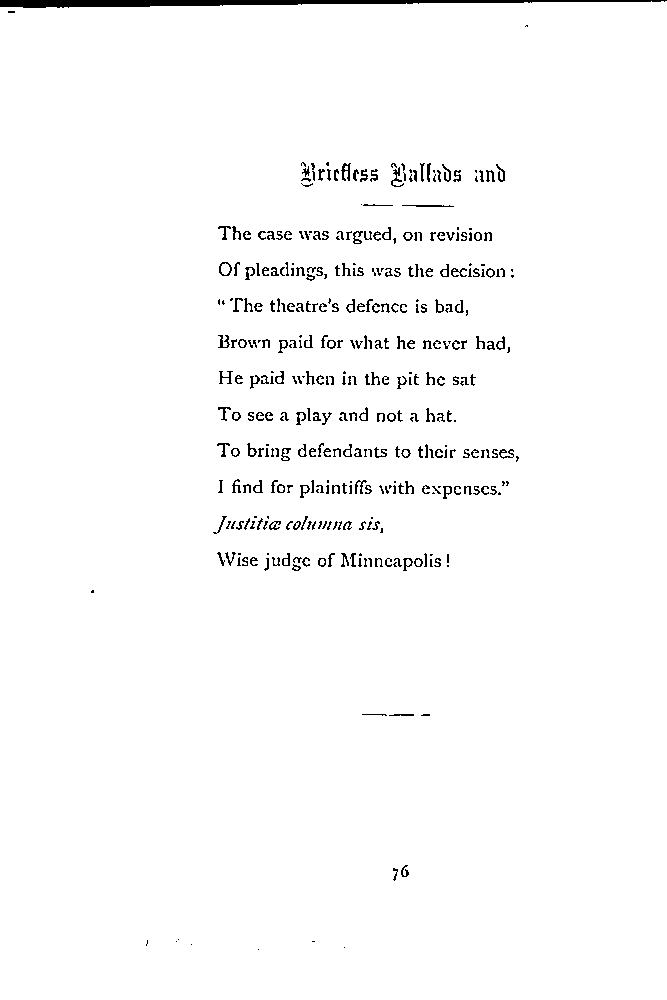 Briefless Ballads and
The case was argued, on revision
Of pleadings, this was the decision:
“The theatre's defence is bad,
Brown paid for what he never had,
He paid when in the pit he sat
To see a play and not a hat.
To bring defendants to their senses,
I find for plaintiffs with expenses.”
Justitiæ columna sis,
Wise judge of Minneapolis!
76